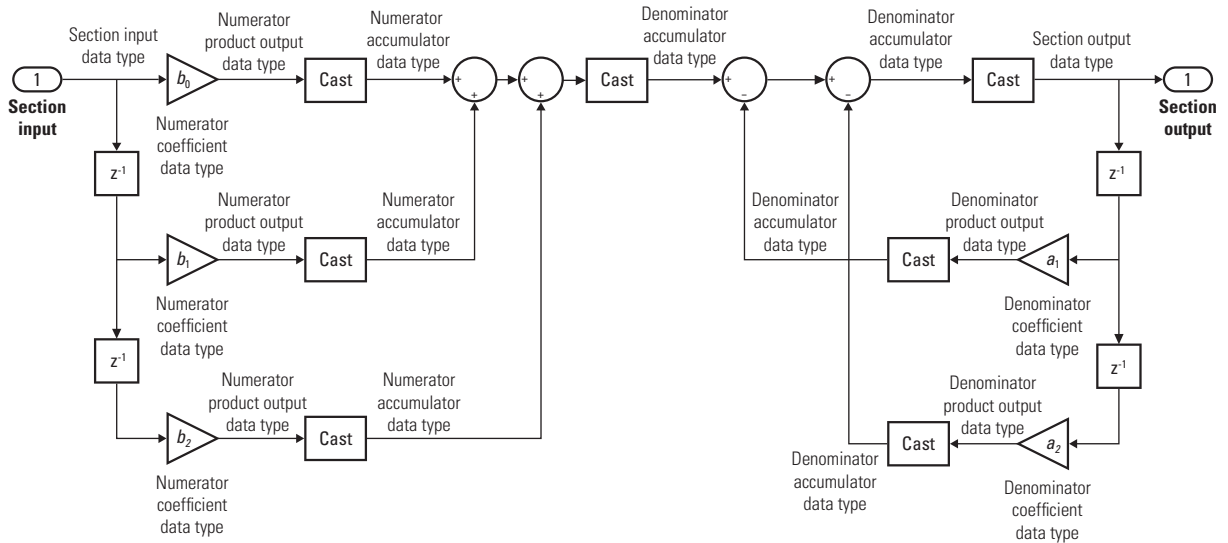 Section input
data type
Numerator
product output
data type
Numerator
accumulator
data type
Denominator
accumulator
data type
Denominator
accumulator
data type
Section output
data type
1
Section
input
b0
Cast
+
+
+
+
Cast
+
–
+
–
Cast
1
Section
output
Numerator
coefficient
data type
z-1
z-1
Numerator
product output
data type
Numerator
accumulator
data type
Denominator
accumulator
data type
Denominator
product output
data type
b1
Cast
Cast
a1
Numerator
coefficient
data type
Denominator
coefficient
data type
z-1
z-1
Numerator
product output
data type
Numerator
accumulator
data type
Denominator
product output
data type
b2
Cast
Cast
a2
Numerator
coefficient
data type
Denominator
accumulator
data type
Denominator
coefficient
data type